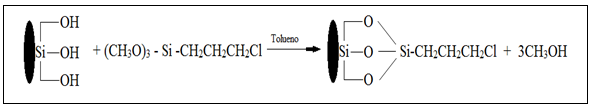 OH
Si—OH + (CH₃O)₃ - Si -CH₂CH₂CH₂Cl Tolueno Si—O — Si-CH₂CH₂CH₂Cl + 3CH₃OH
OH
O
O